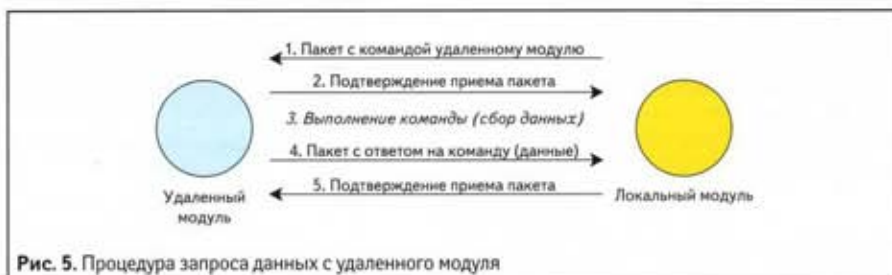 1. Пакет с командой удаленному модулю
2. Подтверждение приема пакета
3. Выполнение команды (сбор данных)
4. Пакет с ответом на команду (данные)
5. Подтверждение приема пакета
Удаленный
модуль
Локальный модуль
Рис. 5. Процедура запроса данных с удаленного модуля